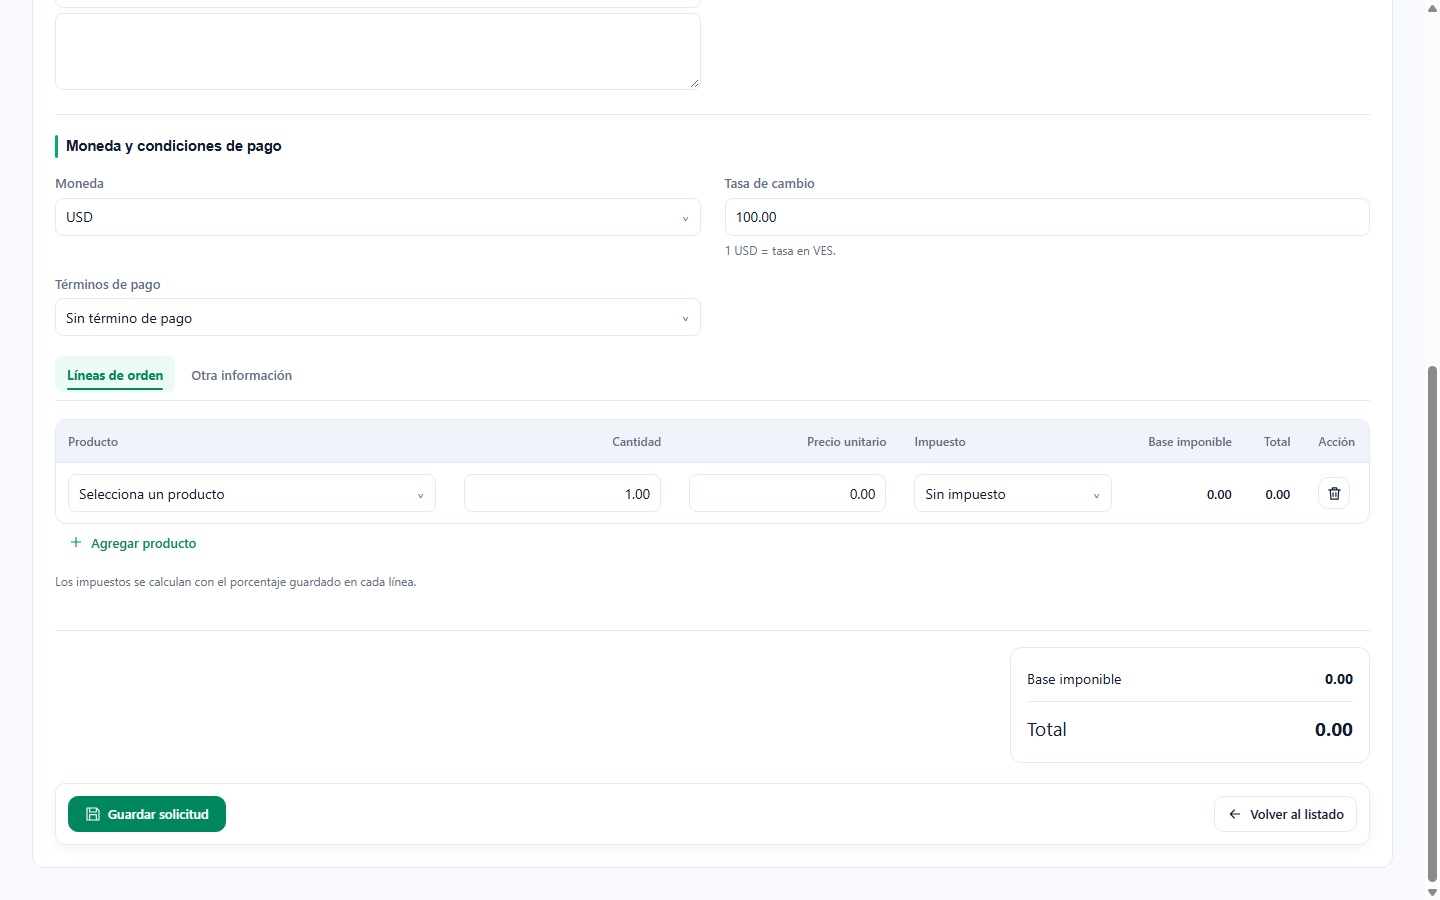 Moneda y condiciones de pago
Moneda
Tasa de cambio
USD
100.00
1 USD = tasa en VES.
Términos de pago
Sin término de pago
Líneas de orden
Otra información
Producto
Cantidad
Precio unitario
Impuesto
Base imponible
Total
Acción
Selecciona un producto
1.00
0.00
Sin impuesto
0.00
0.00
Agregar producto
Los impuestos se calculan con el porcentaje guardado en cada línea.
Base imponible
0.00
Total
0.00
Guardar solicitud
Volver al listado